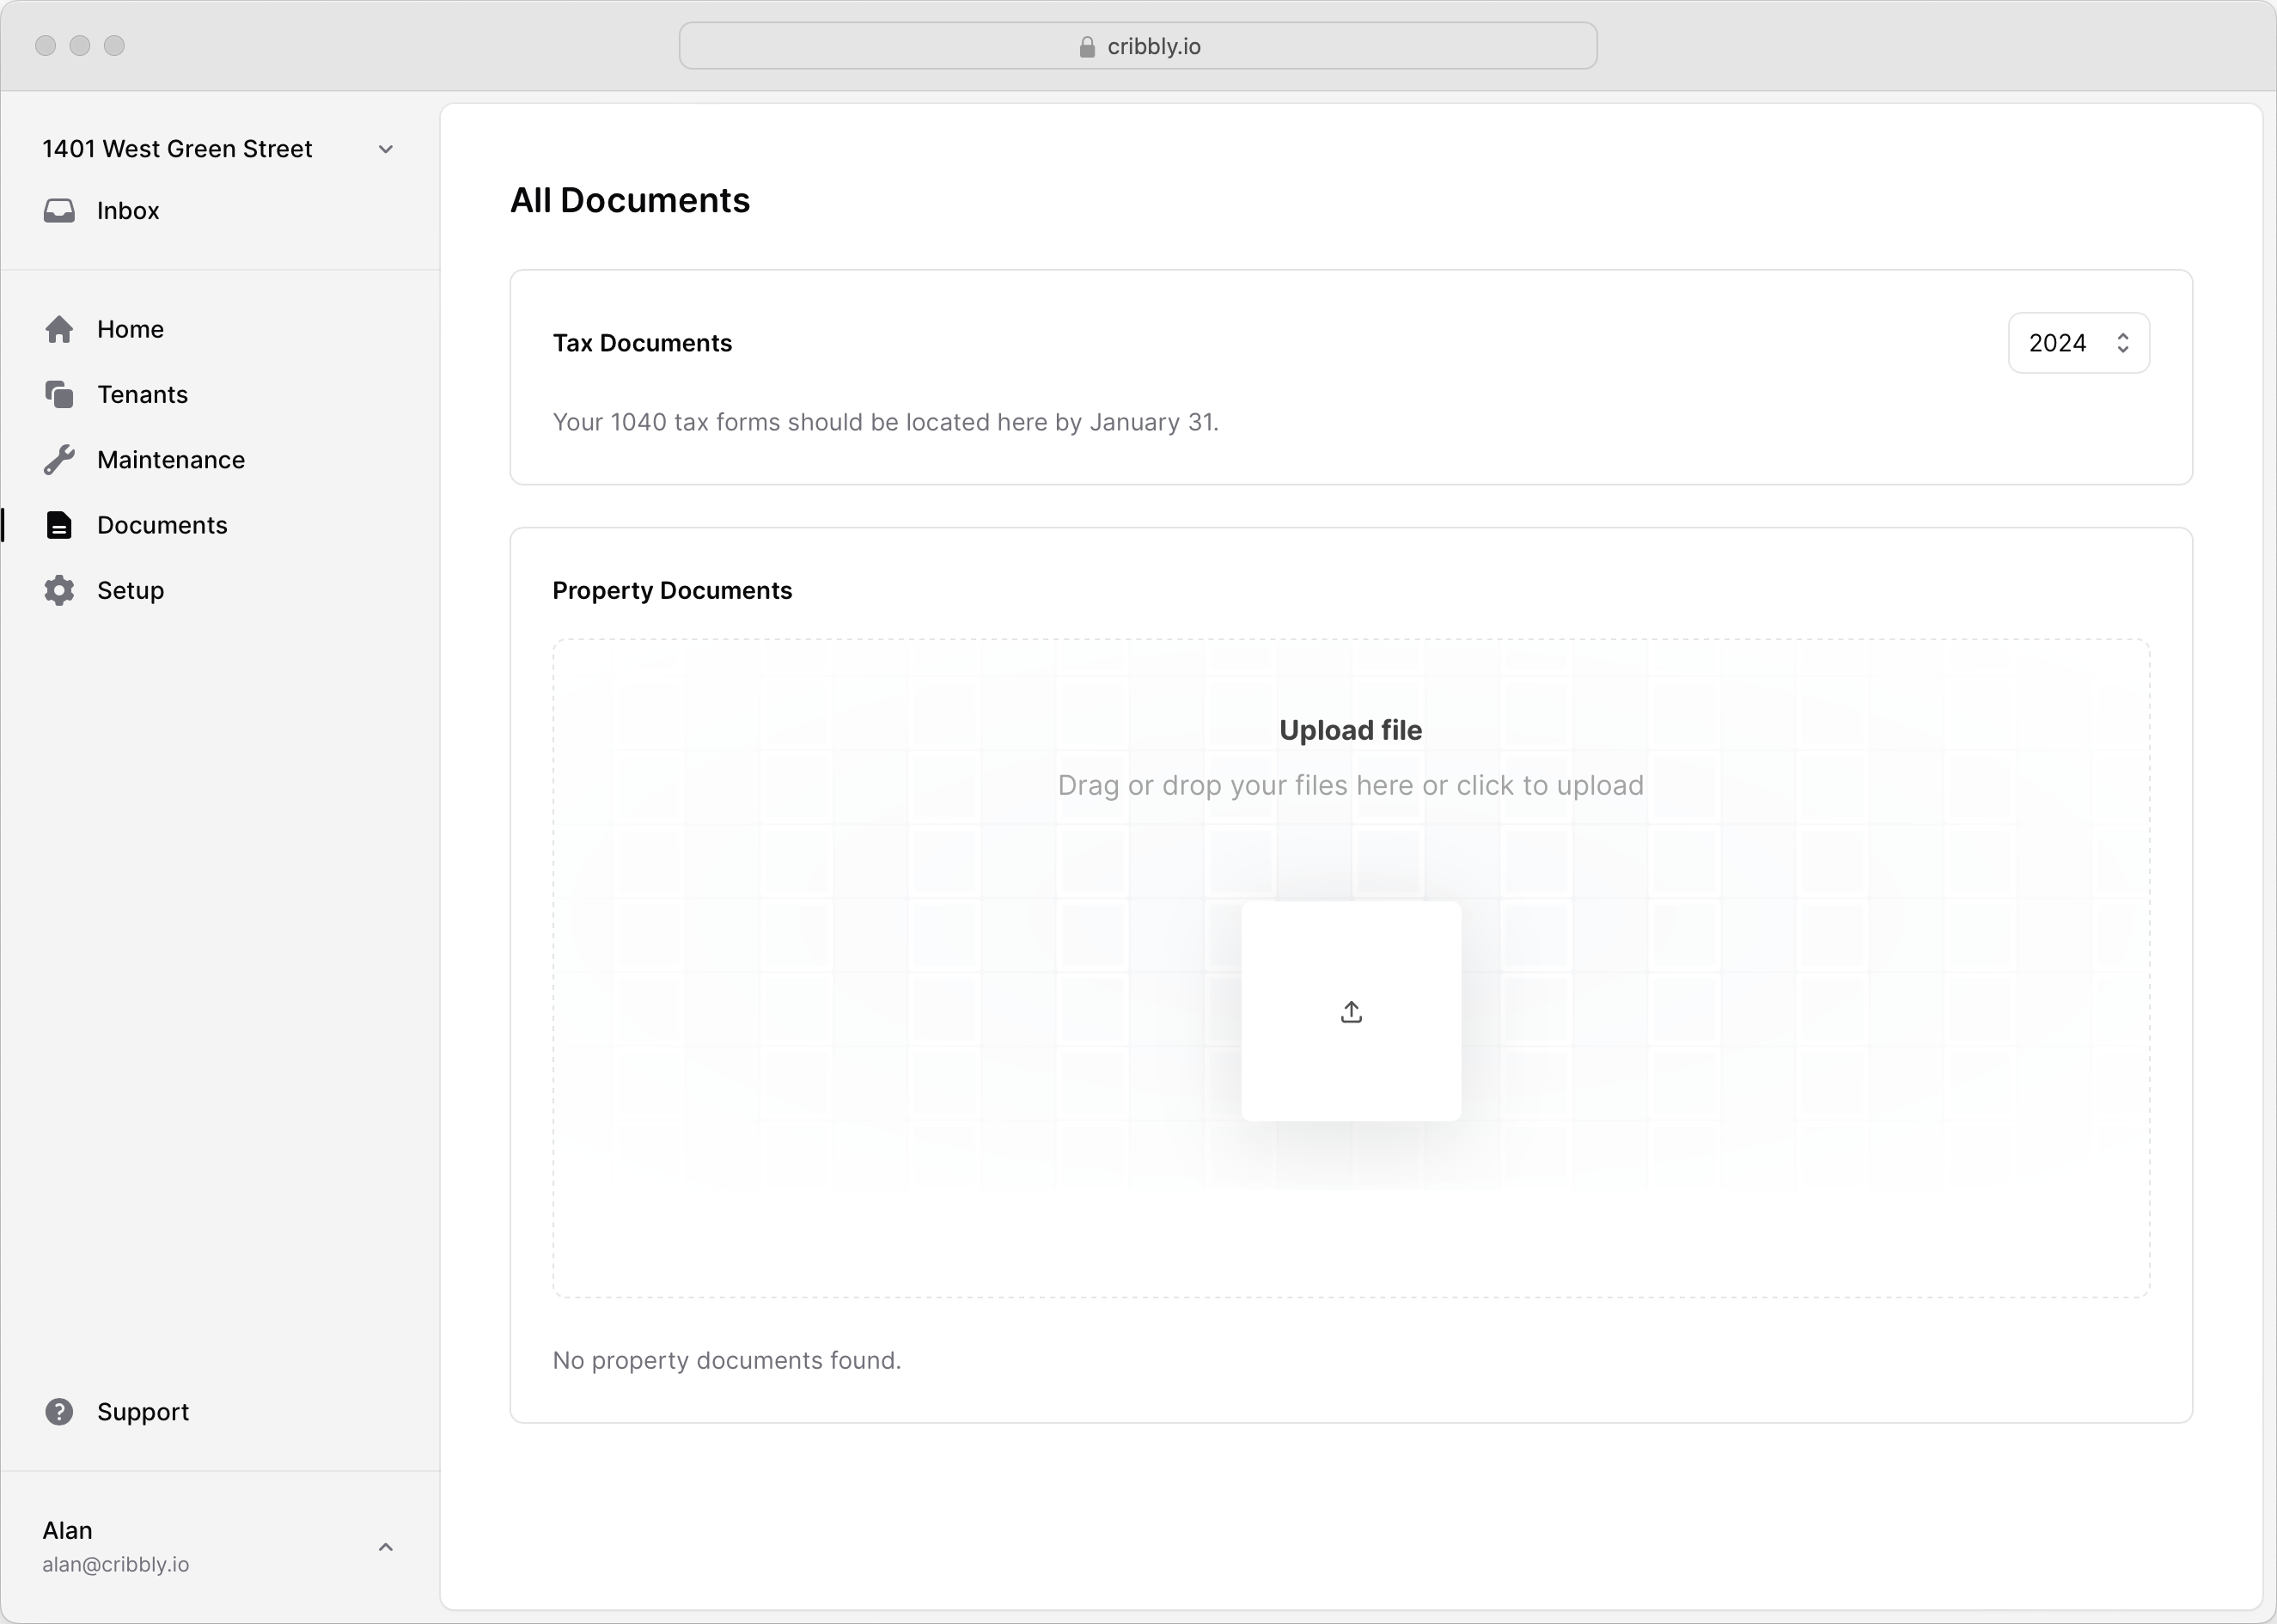 cribbly.io
1401 West Green Street
Inbox
Home
Tenants
Maintenance
Documents
Setup
Support
Alan
alan@cribbly.io
All Documents
Tax Documents
2024
Your 1040 tax forms should be located here by January 31.
Property Documents
Upload file
Drag or drop your files here or click to upload
No property documents found.